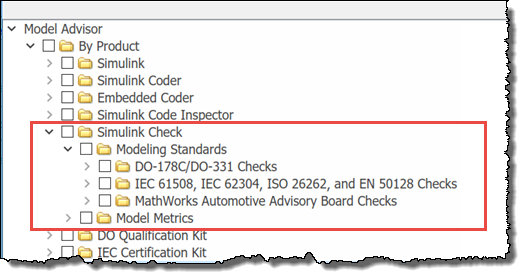 Model Advisor
By Product
Simulink
Simulink Coder
Embedded Coder
Simulink Code Inspector
Simulink Check
Modeling Standards
DO-178C/DO-331 Checks
IEC 61508, IEC 62304, ISO 26262, and EN 50128 Checks
MathWorks Automotive Advisory Board Checks
Model Metrics
DO Qualification Kit
IEC Certification Kit